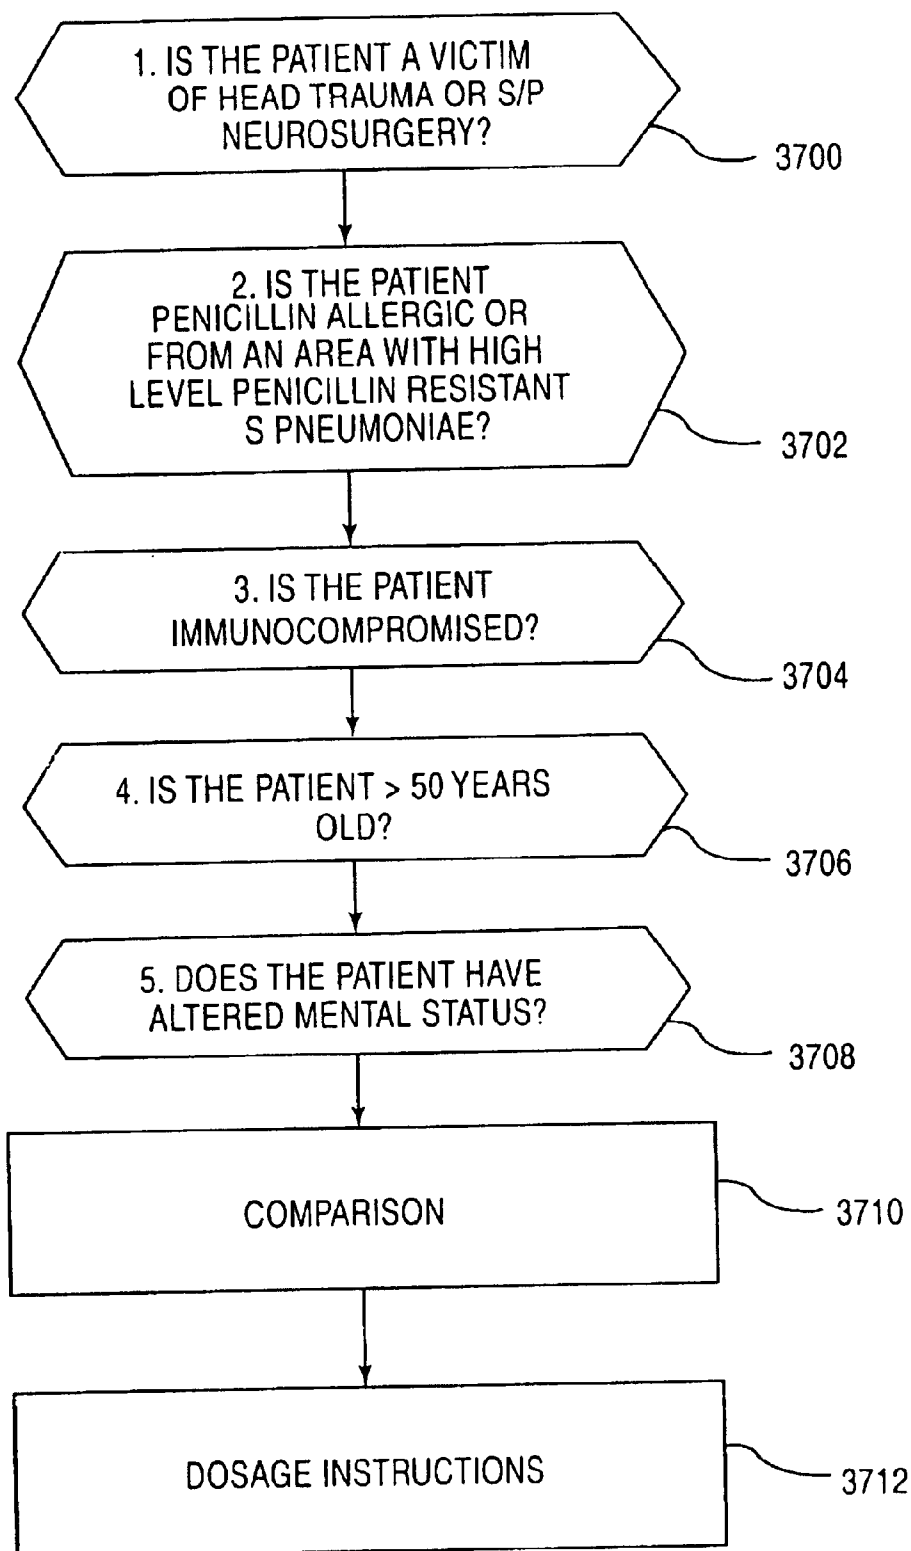 1. IS THE PATIENT A VICTIM
OF HEAD TRAUMA OR S/P
NEUROSURGERY?
3700
2. IS THE PATIENT
PENICILLIN ALLERGIC OR
FROM AN AREA WITH HIGH
LEVEL PENICILLIN RESISTANT
S PNEUMONIAE?
3702
3. IS THE PATIENT
IMMUNOCOMPROMISED?
3704
4. IS THE PATIENT > 50 YEARS
OLD?
3706
5. DOES THE PATIENT HAVE
ALTERED MENTAL STATUS?
3708
COMPARISON
3710
DOSAGE INSTRUCTIONS
3712